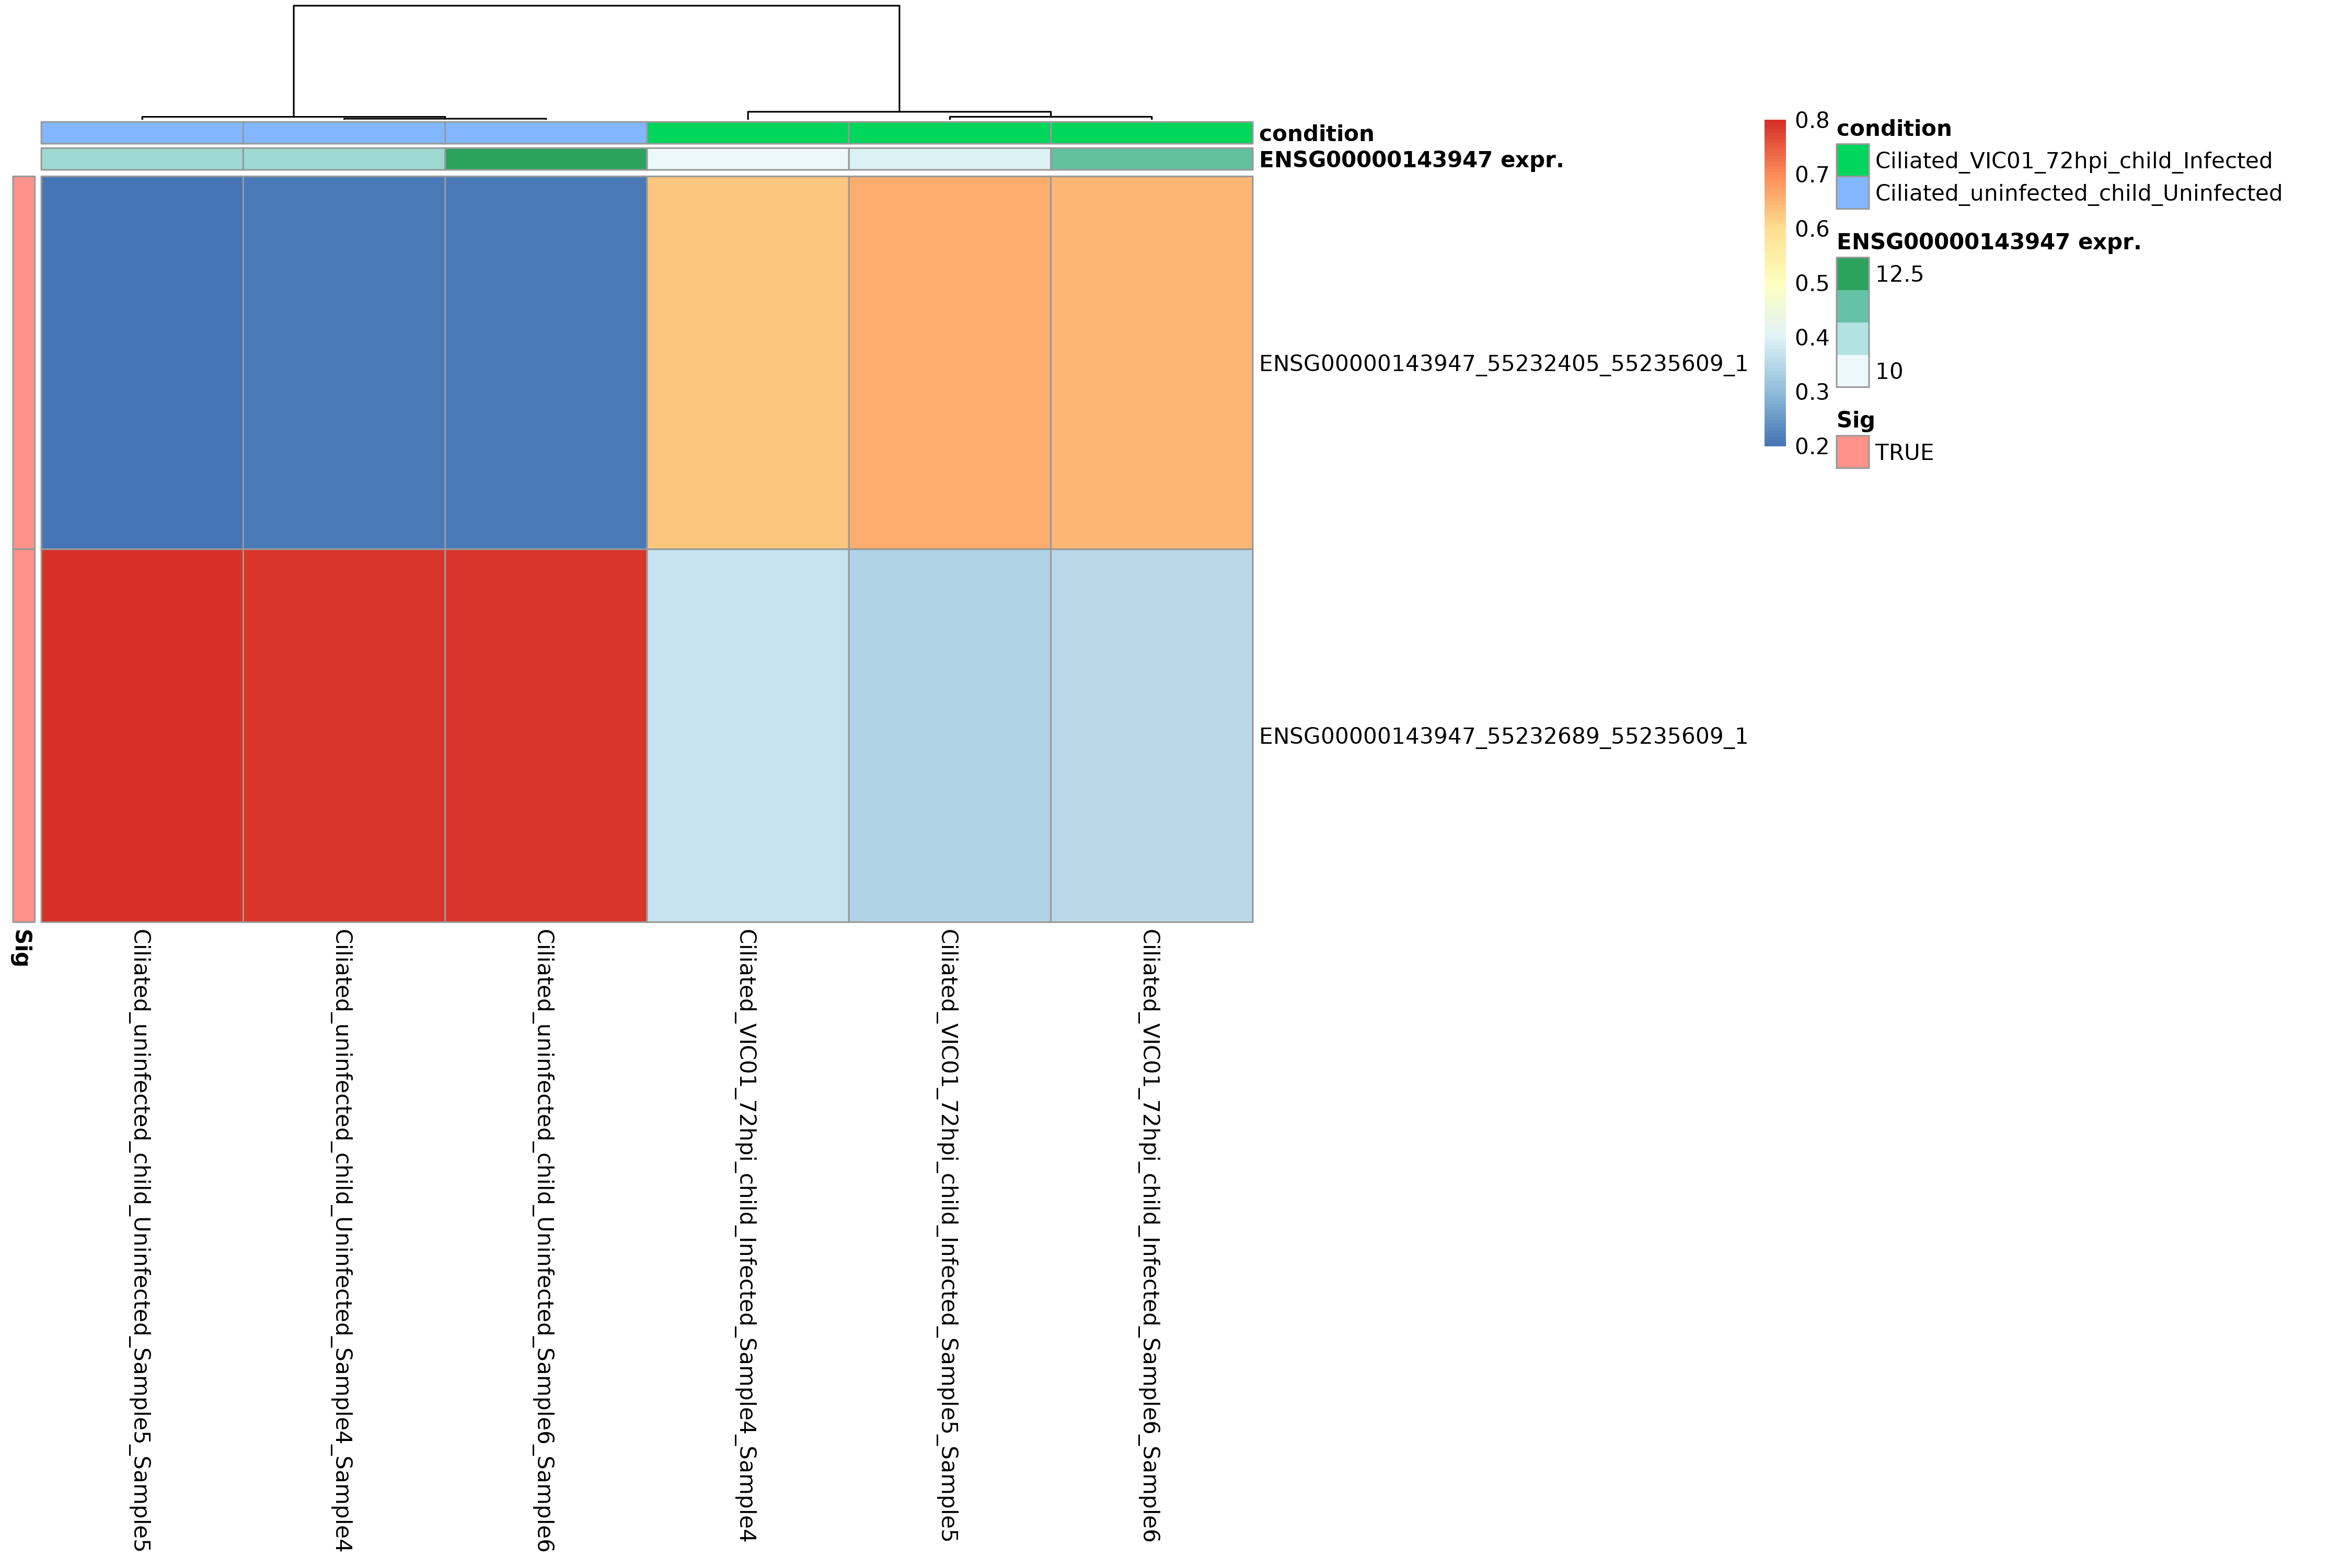 condition
ENSG00000143947 expr.
ENSG00000143947_55232405_55235609_1
ENSG00000143947_55232689_55235609_1
0.8
0.7
0.6
0.5
0.4
0.3
0.2
condition
Ciliated_VIC01_72hpi_child_Infected
Ciliated_uninfected_child_Uninfected
ENSG00000143947 expr.
12.5
10
Sig
TRUE
Sig
Ciliated_uninfected_child_Uninfected_Sample5_Sample5
Ciliated_uninfected_child_Uninfected_Sample4_Sample4
Ciliated_uninfected_child_Uninfected_Sample6_Sample6
Ciliated_VIC01_72hpi_child_Infected_Sample4_Sample4
Ciliated_VIC01_72hpi_child_Infected_Sample5_Sample5
Ciliated_VIC01_72hpi_child_Infected_Sample6_Sample6